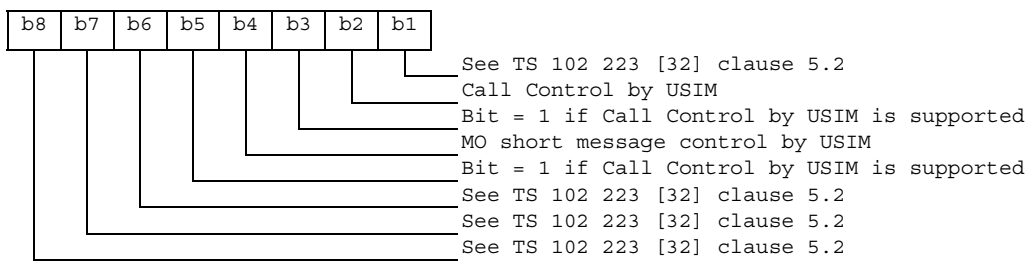 b8 b7 b6 b5 b4 b3 b2 b1
See TS 102 223 [32] clause 5.2
Call Control by USIM
Bit = 1 if Call Control by USIM is supported
MO short message control by USIM
Bit = 1 if Call Control by USIM is supported
See TS 102 223 [32] clause 5.2
See TS 102 223 [32] clause 5.2
See TS 102 223 [32] clause 5.2